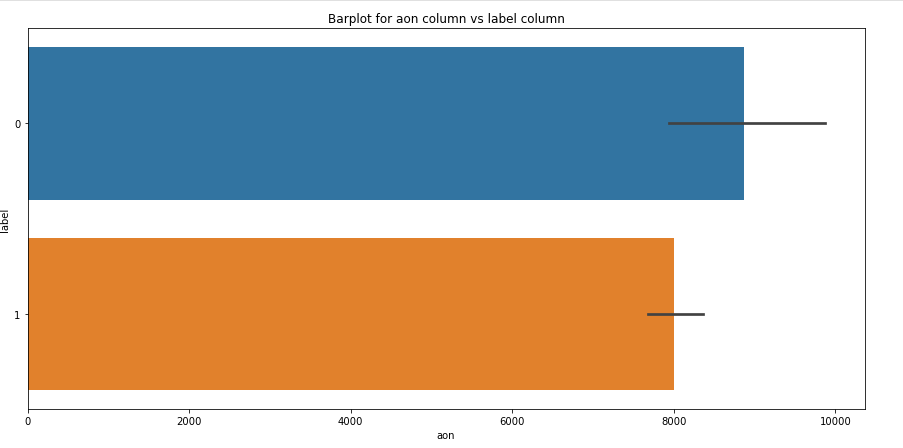 Barplot for aon column vs label column
0
label
1
0 2000 4000 6000 8000 10000
aon